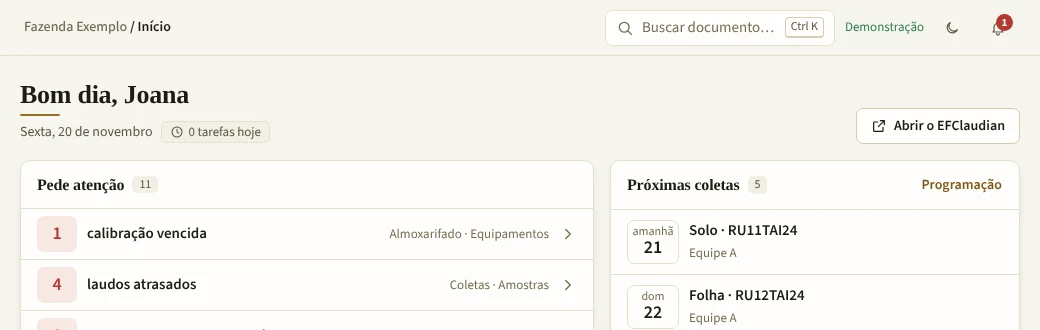 Fazenda Exemplo / Início
Buscar documento… Ctrl K
Demonstração
1
Bom dia, Joana
Sexta, 20 de novembro
0 tarefas hoje
Abrir o EFClaudian
Pede atenção 11
1 calibração vencida Almoxarifado · Equipamentos
4 laudos atrasados Coletas · Amostras
Próximas coletas 5 Programação
amanhã
21
Solo · RU11TAI24
Equipe A
dom
22
Folha · RU12TAI24
Equipe A